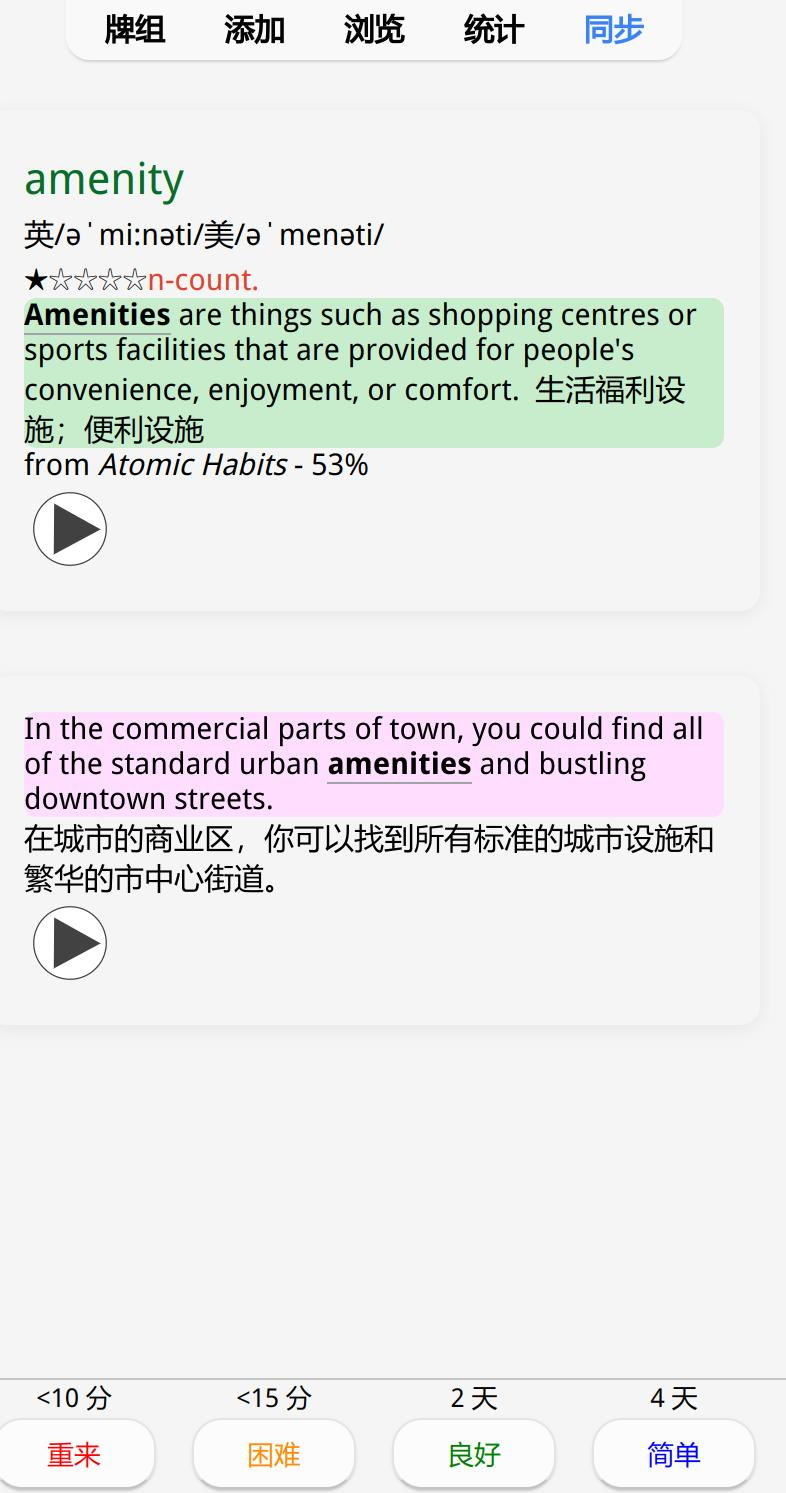 牌组 添加 浏览 统计 同步
amenity
英/əˈmi:nəti/美/əˈmenəti/
★☆☆☆☆n-count.
Amenities are things such as shopping centres or
sports facilities that are provided for people's
convenience, enjoyment, or comfort. 生活福利设
施；便利设施
from Atomic Habits - 53%
In the commercial parts of town, you could find all
of the standard urban amenities and bustling
downtown streets.
在城市的商业区，你可以找到所有标准的城市设施和
繁华的市中心街道。
<10 分 <15 分 2 天 4 天
重来 困难 良好 简单